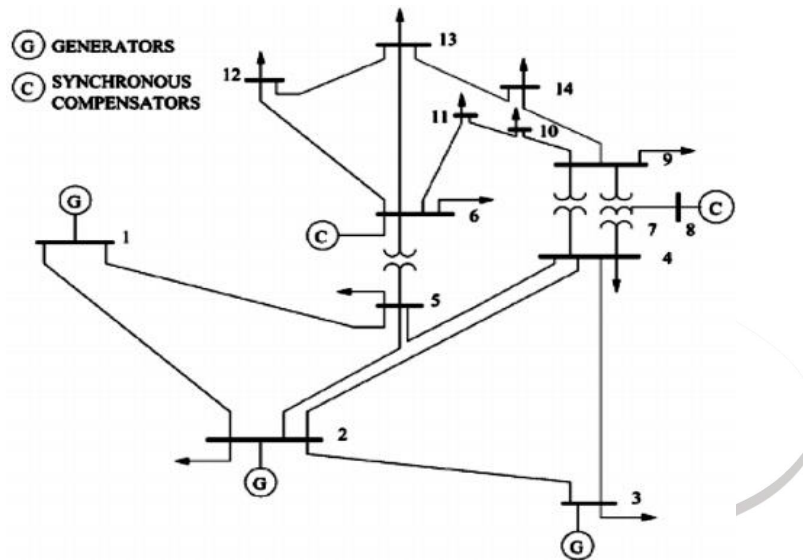 G GENERATORS
C SYNCHRONOUS
COMPENSATORS
13
12
14
11
10
9
G
C
6
7
8
C
1
4
5
2
G
3
G